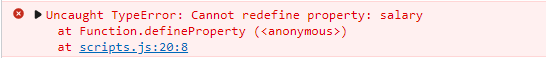 Uncaught TypeError: Cannot redefine property: salary
at Function.defineProperty (<anonymous>)
at scripts.js:20:8